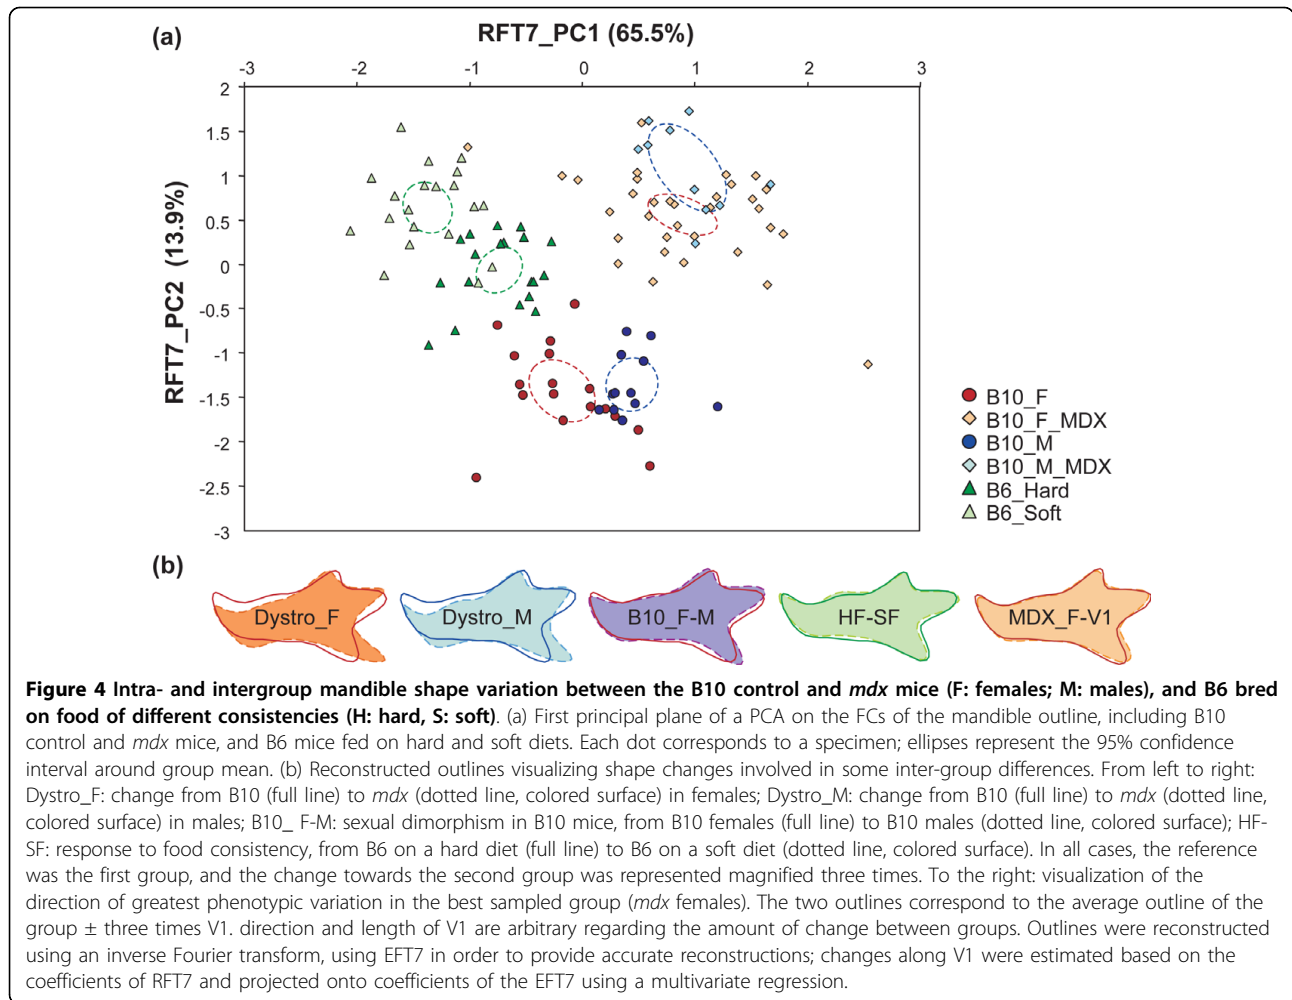 (a)
RFT7_PC1 (65.5%)
-3 -2 -1 0 1 2 3
RFT7_PC2 (13.9%)
2
1.5
1
0.5
0
-0.5
-1
-1.5
-2
-2.5
-3
B10_F
B10_F_MDX
B10_M
B10_M_MDX
B6_Hard
B6_Soft
(b)
Dystro_F Dystro_M B10_F-M HF-SF MDX_F-V1
Figure 4 Intra- and intergroup mandible shape variation between the B10 control and mdx mice (F: females; M: males), and B6 bred
on food of different consistencies (H: hard, S: soft). (a) First principal plane of a PCA on the FCs of the mandible outline, including B10
control and mdx mice, and B6 mice fed on hard and soft diets. Each dot corresponds to a specimen; ellipses represent the 95% confidence
interval around group mean. (b) Reconstructed outlines visualizing shape changes involved in some inter-group differences. From left to right:
Dystro_F: change from B10 (full line) to mdx (dotted line, colored surface) in females; Dystro_M: change from B10 (full line) to mdx (dotted line,
colored surface) in males; B10_ F-M: sexual dimorphism in B10 mice, from B10 females (full line) to B10 males (dotted line, colored surface); HF-
SF: response to food consistency, from B6 on a hard diet (full line) to B6 on a soft diet (dotted line, colored surface). In all cases, the reference
was the first group, and the change towards the second group was represented magnified three times. To the right: visualization of the
direction of greatest phenotypic variation in the best sampled group (mdx females). The two outlines correspond to the average outline of the
group ± three times V1. direction and length of V1 are arbitrary regarding the amount of change between groups. Outlines were reconstructed
using an inverse Fourier transform, using EFT7 in order to provide accurate reconstructions; changes along V1 were estimated based on the
coefficients of RFT7 and projected onto coefficients of the EFT7 using a multivariate regression.